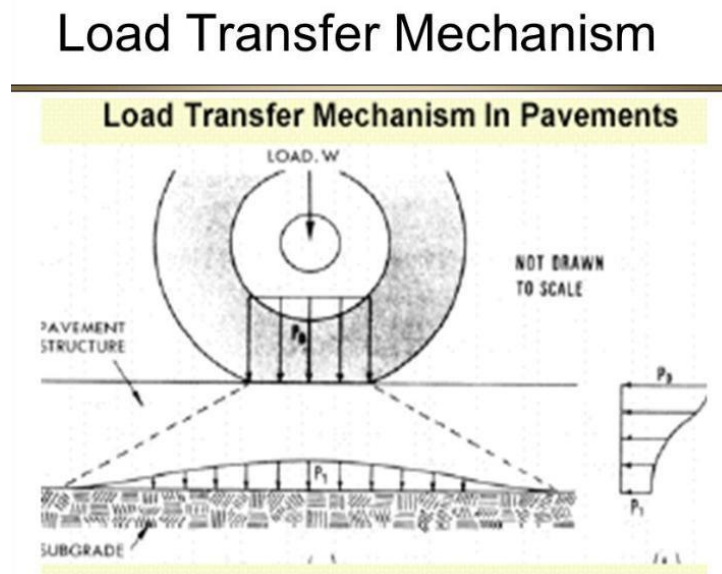 Load Transfer Mechanism
Load Transfer Mechanism In Pavements
LOAD, W
NOT DRAWN
TO SCALE
PAVEMENT
STRUCTURE
P₀
P₀
P₁
P₁
SUBGRADE